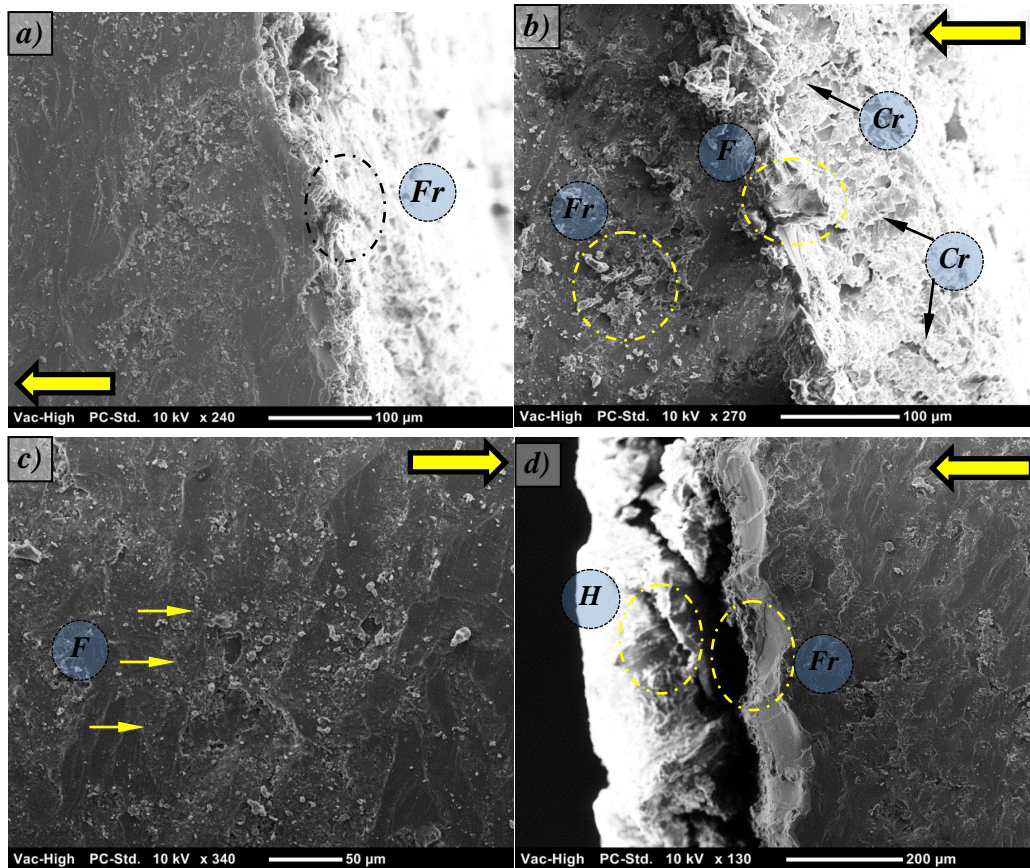 a)
Fr
Vac-High PC-Std. 10 kV x 240 100 µm
b)
Cr
F
Fr
Cr
Vac-High PC-Std. 10 kV x 270 100 µm
c)
F
Vac-High PC-Std. 10 kV x 340 50 µm
d)
H
Fr
Vac-High PC-Std. 10 kV x 130 200 µm